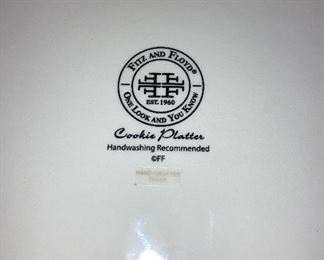 FITZ AND FLOYD®
EST. 1960
ONE LOOK AND YOU KNOW
Cookie Platter
Handwashing Recommended
©FF